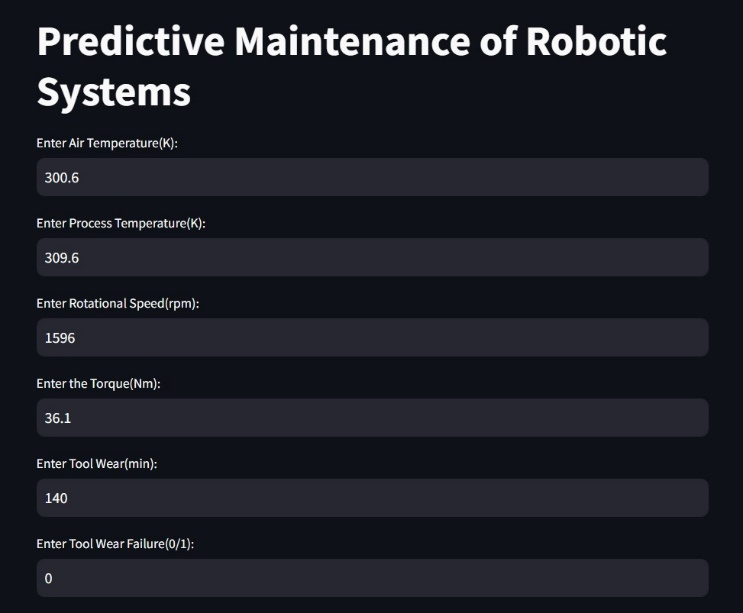 Predictive Maintenance of Robotic
Systems
Enter Air Temperature(K):
300.6
Enter Process Temperature(K):
309.6
Enter Rotational Speed(rpm):
1596
Enter the Torque(Nm):
36.1
Enter Tool Wear(min):
140
Enter Tool Wear Failure(0/1):
0